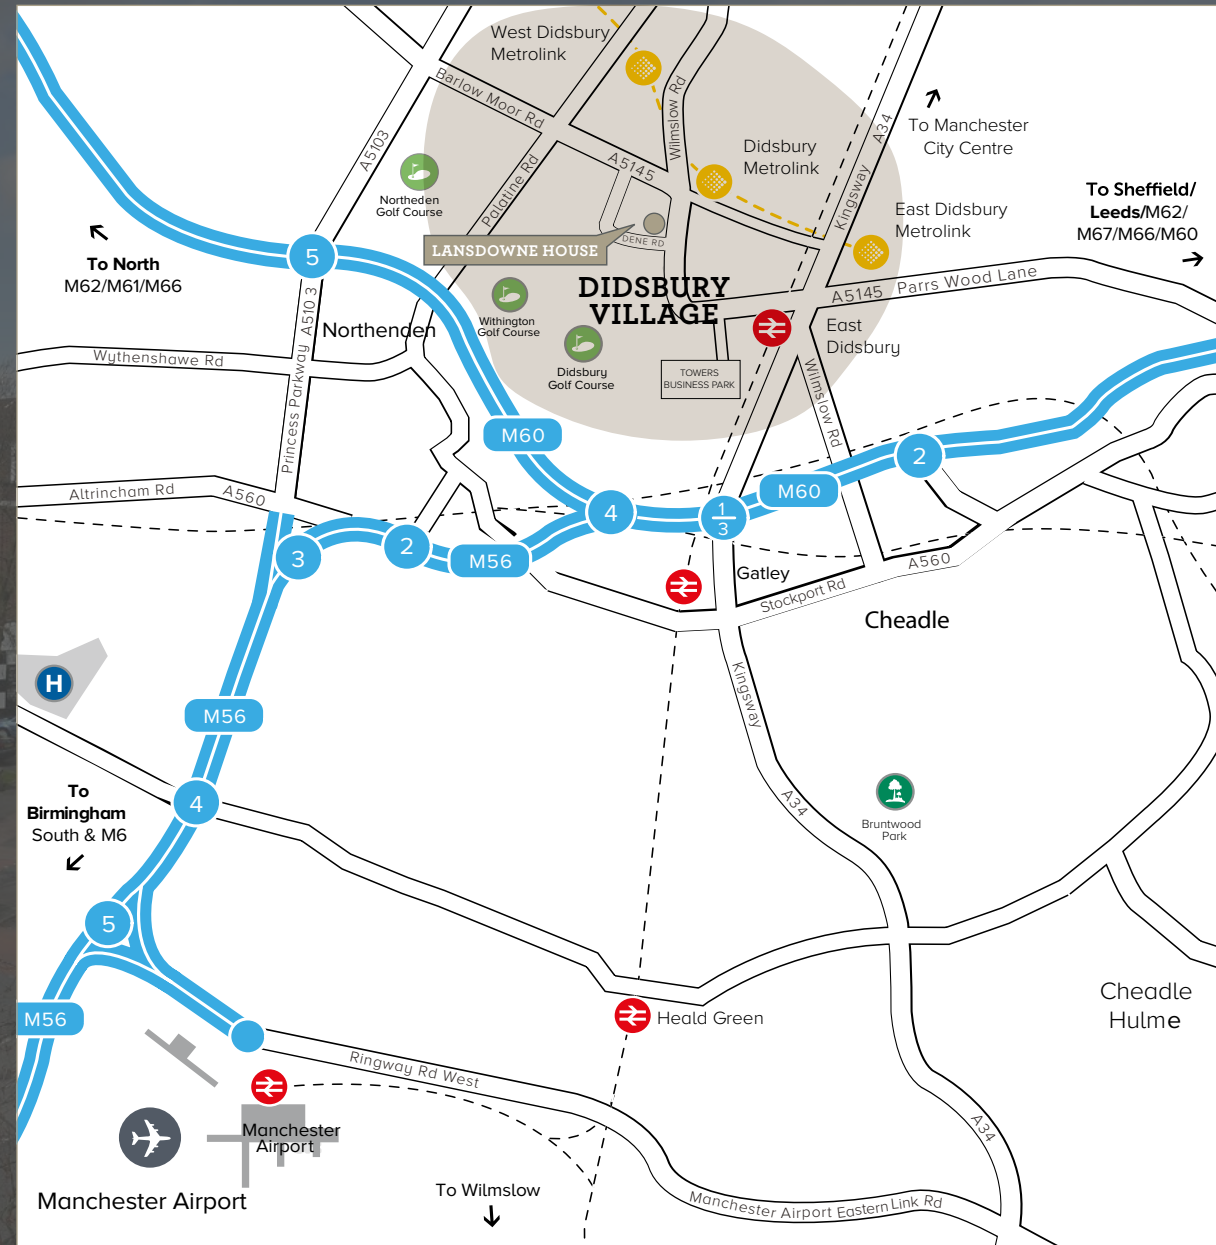 West Didsbury
Metrolink
Barlow Moor Rd
Wilmslow Rd
A34
To Manchester
City Centre
A5103
A5145
Didsbury
Metrolink
Northeden
Golf Course
Palatine Rd
Kingsway
To Sheffield/
Leeds/M62/
M67/M66/M60
East Didsbury
Metrolink
To North
M62/M61/M66
5
LANSDOWNE HOUSE
DENE RD
DIDSBURY
VILLAGE
A5145 Parrs Wood Lane
Princess Parkway A510 3
Northenden
Withington
Golf Course
East
Didsbury
Wythenshawe Rd
Didsbury
Golf Course
TOWERS
BUSINESS PARK
Wilmslow Rd
M60
2
Altrincham Rd
A560
M60
4
1
3
3
2
M56
Gatley
A560
Stockport Rd
Cheadle
H
Kingsway
M56
To
Birmingham
South & M6
4
A34
Bruntwood
Park
5
Cheadle
Hulme
M56
Heald Green
Ringway Rd West
Manchester
Airport
A34
Manchester Airport
To Wilmslow
Manchester Airport Eastern Link Rd